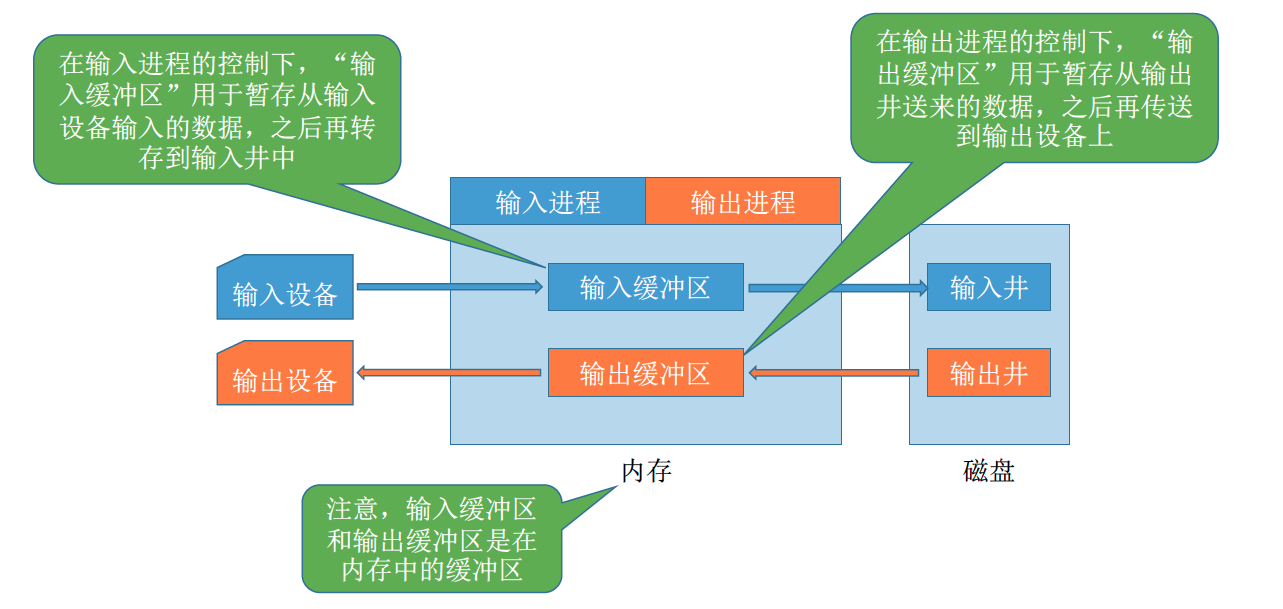 在输入进程的控制下，“输
入缓冲区”用于暂存从输入
设备输入的数据，之后再转
存到输入井中
在输出进程的控制下，“输
出缓冲区”用于暂存从输出
井送来的数据，之后再传送
到输出设备上
输入进程
输出进程
输入设备
输入缓冲区
输入井
输出设备
输出缓冲区
输出井
内存
磁盘
注意，输入缓冲区
和输出缓冲区是在
内存中的缓冲区